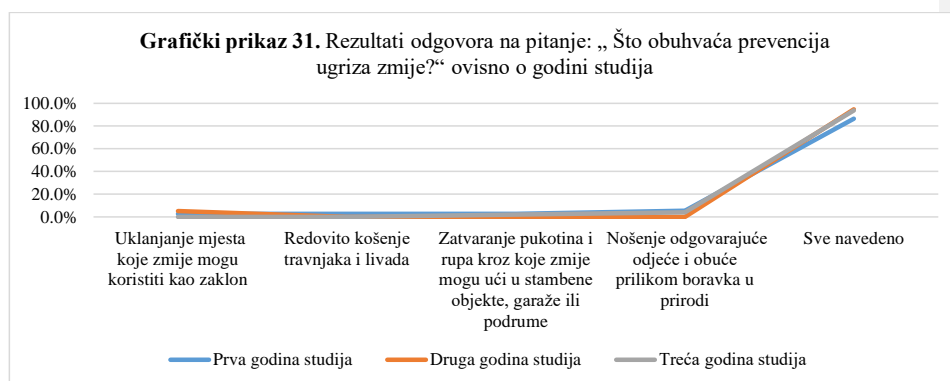 Grafički prikaz 31. Rezultati odgovora na pitanje: „ Što obuhvaća prevencija
ugriza zmije?“ ovisno o godini studija
100.0%
80.0%
60.0%
40.0%
20.0%
0.0%
Uklanjanje mjesta
koje zmije mogu
koristiti kao zaklon
Redovito košenje
travnjaka i livada
Zatvaranje pukotina i
rupa kroz koje zmije
mogu ući u stambene
objekte, garaže ili
podrume
Nošenje odgovarajuće
odjeće i obuće
prilikom boravka u
prirodi
Sve navedeno
Prva godina studija
Druga godina studija
Treća godina studija